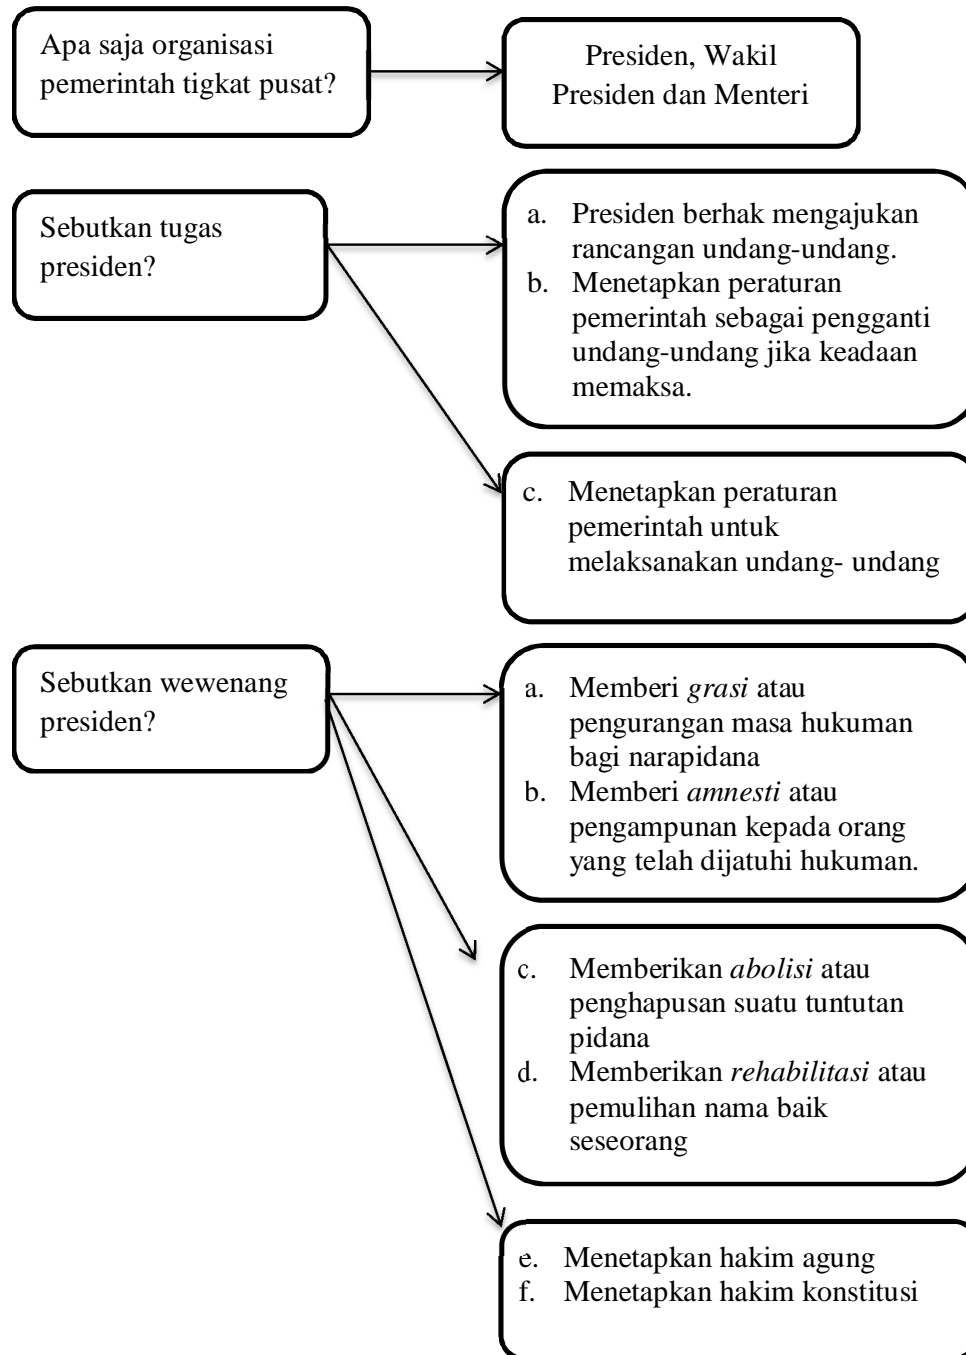 Apa saja organisasi
pemerintah tigkat pusat?
Presiden, Wakil
Presiden dan Menteri
Sebutkan tugas
presiden?
a. Presiden berhak mengajukan
rancangan undang-undang.
b. Menetapkan peraturan
pemerintah sebagai pengganti
undang-undang jika keadaan
memaksa.
c. Menetapkan peraturan
pemerintah untuk
melaksanakan undang- undang
Sebutkan wewenang
presiden?
a. Memberi grasi atau
pengurangan masa hukuman
bagi narapidana
b. Memberi amnesti atau
pengampunan kepada orang
yang telah dijatuhi hukuman.
c. Memberikan abolisi atau
penghapusan suatu tuntutan
pidana
d. Memberikan rehabilitasi atau
pemulihan nama baik
seseorang
e. Menetapkan hakim agung
f. Menetapkan hakim konstitusi